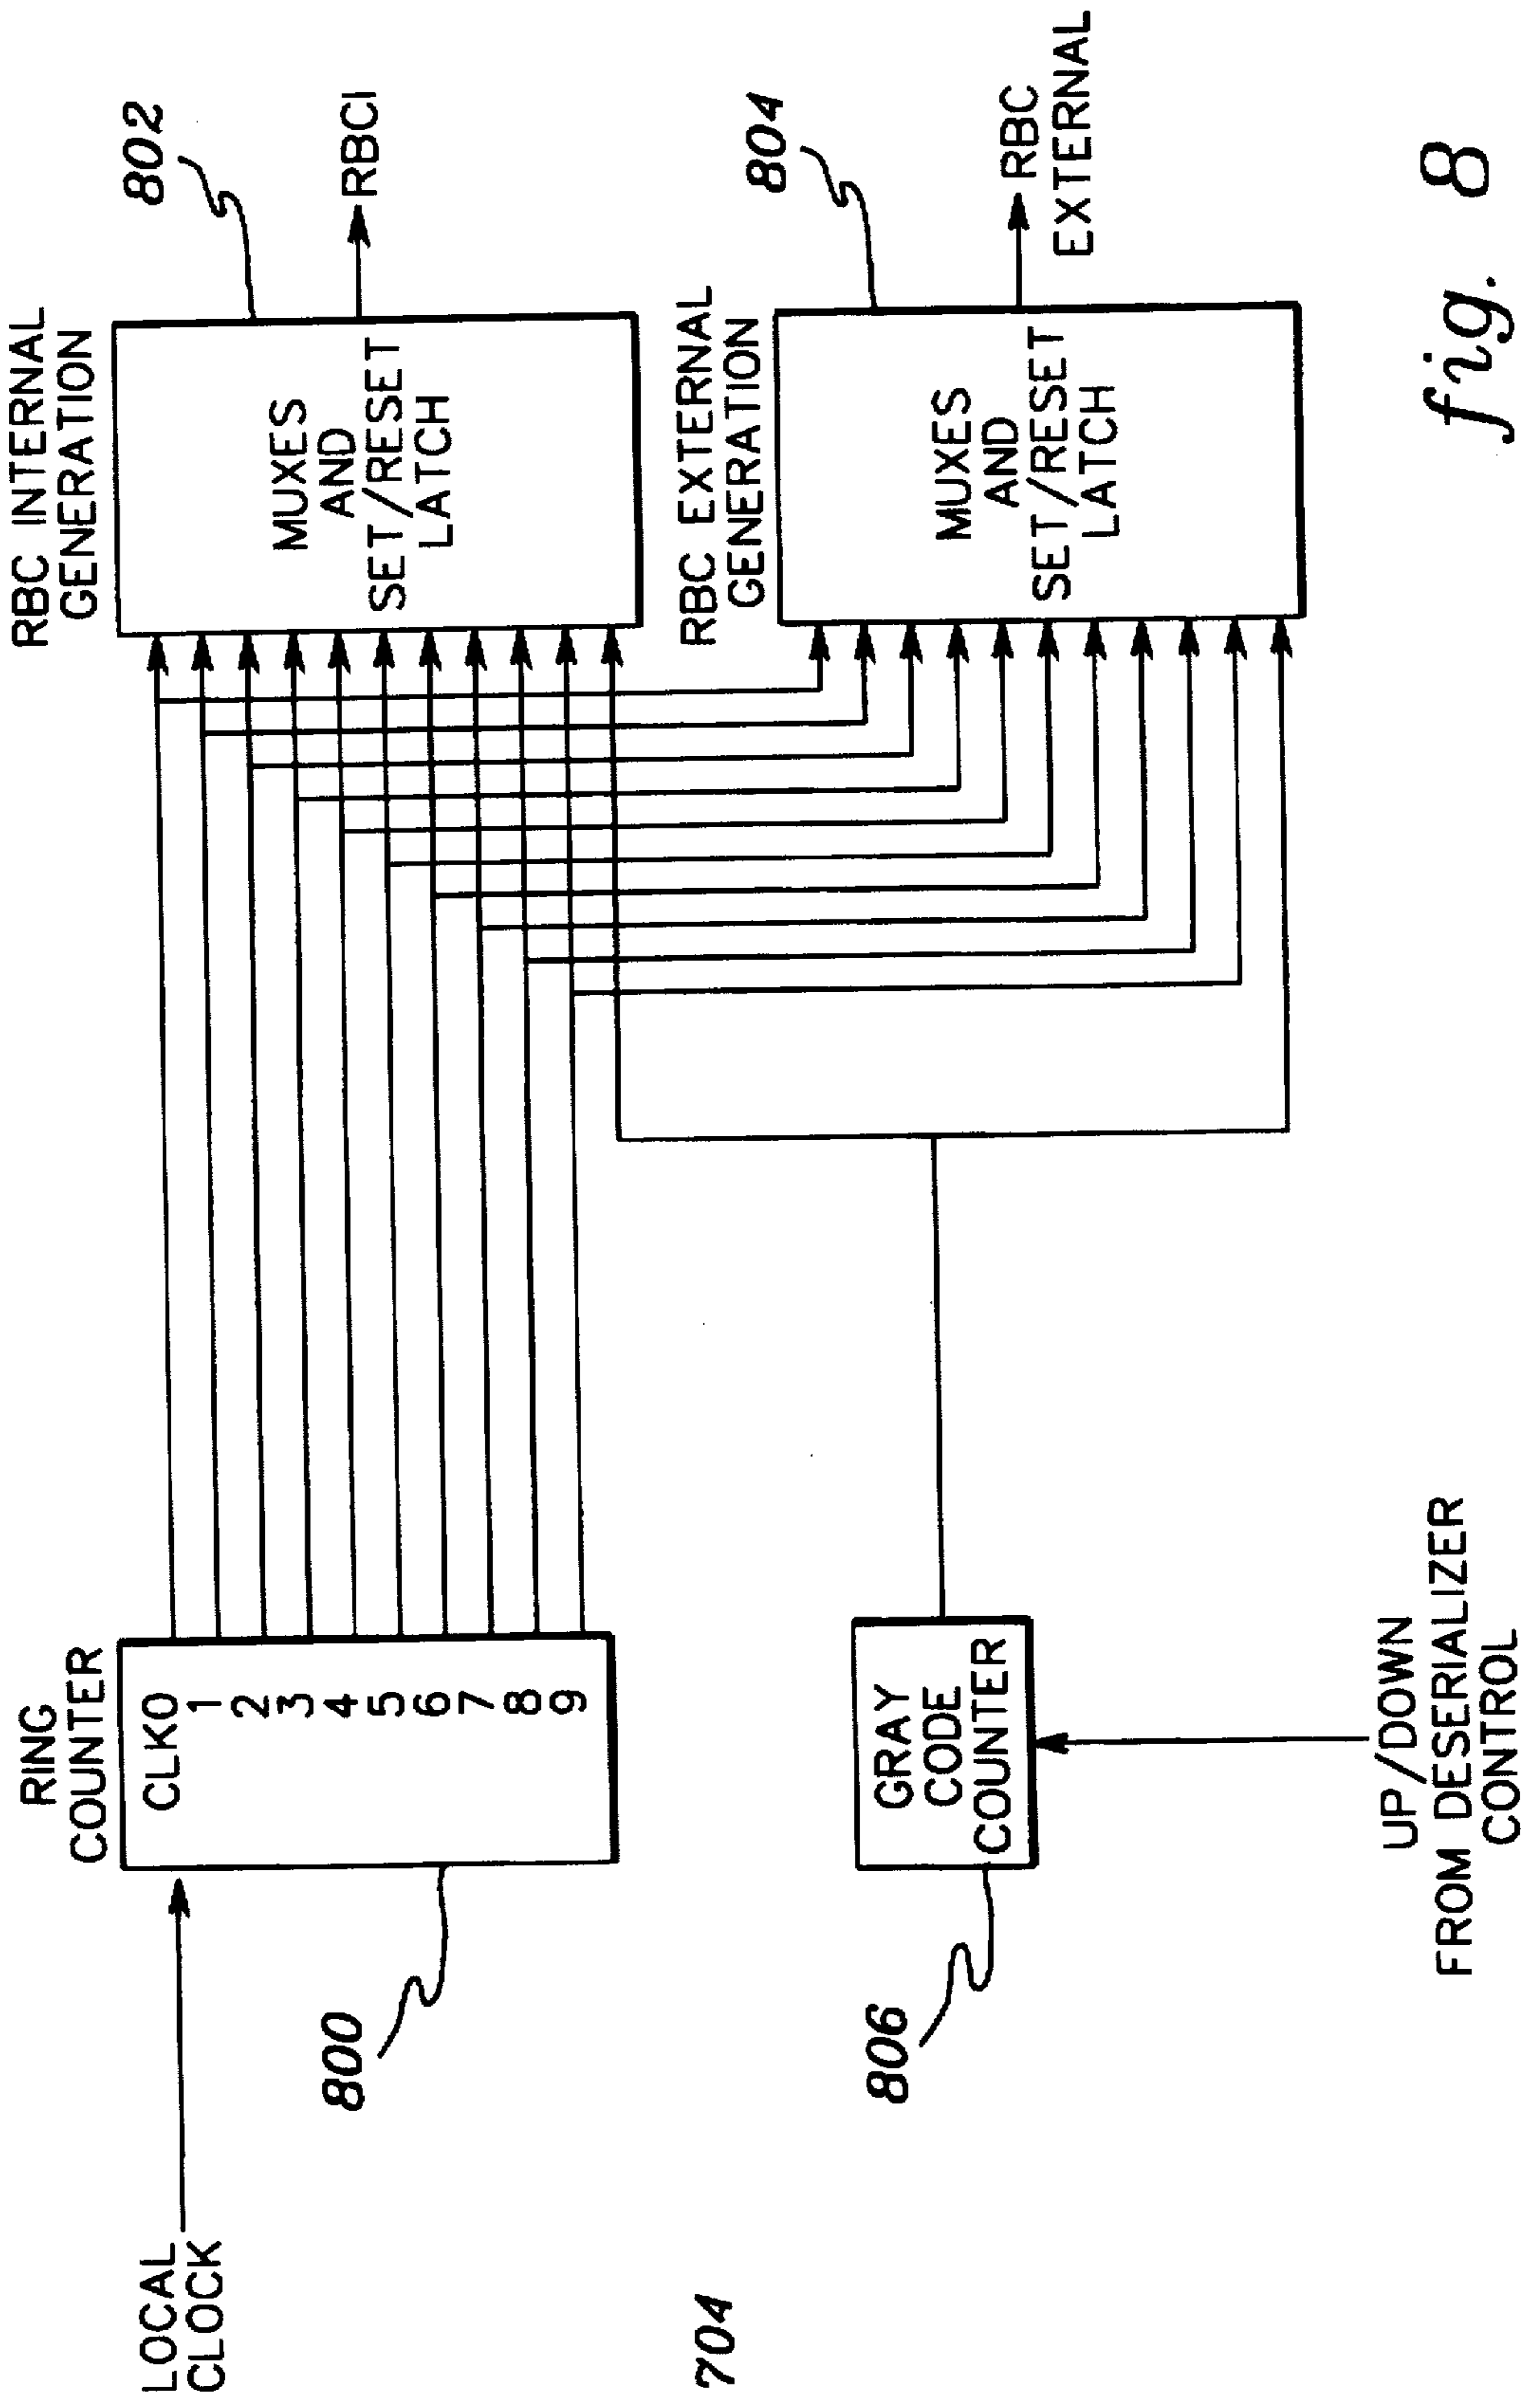 LOCAL
CLOCK
RING
COUNTER
CLK0
1
2
3
4
5
6
7
8
9
800
RBC INTERNAL
GENERATION
MUXES
AND
SET/RESET
LATCH
802
RBCI
RBC EXTERNAL
GENERATION
MUXES
AND
SET/RESET
LATCH
804
RBC
EXTERNAL
GRAY
CODE
COUNTER
806
UP/DOWN
FROM DESERIALIZER
CONTROL
704
fig. 8